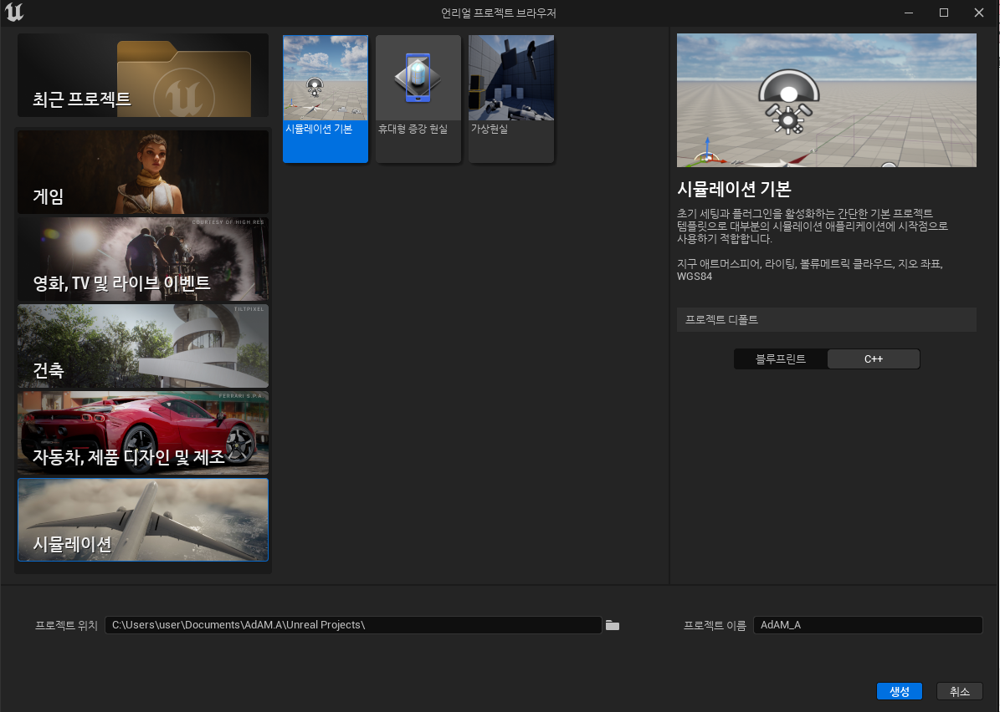 언리얼 프로젝트 브라우저
최근 프로젝트
게임
COURTESY OF HIGH RES
영화, TV 및 라이브 이벤트
TILTPIXEL
건축
FERRARI S.P.A
자동차, 제품 디자인 및 제조
시뮬레이션
시뮬레이션 기본
휴대형 증강 현실
가상현실
시뮬레이션 기본
초기 세팅과 플러그인을 활성화하는 간단한 기본 프로젝트
템플릿으로 대부분의 시뮬레이션 애플리케이션에 시작점으로
사용하기 적합합니다.
지구 애트머스피어, 라이팅, 볼류메트릭 클라우드, 지오 좌표,
WGS84
프로젝트 디폴트
블루프린트
C++
프로젝트 위치
C:\Users\user\Documents\AdAM.A\Unreal Projects\
프로젝트 이름
AdAM_A
생성
취소